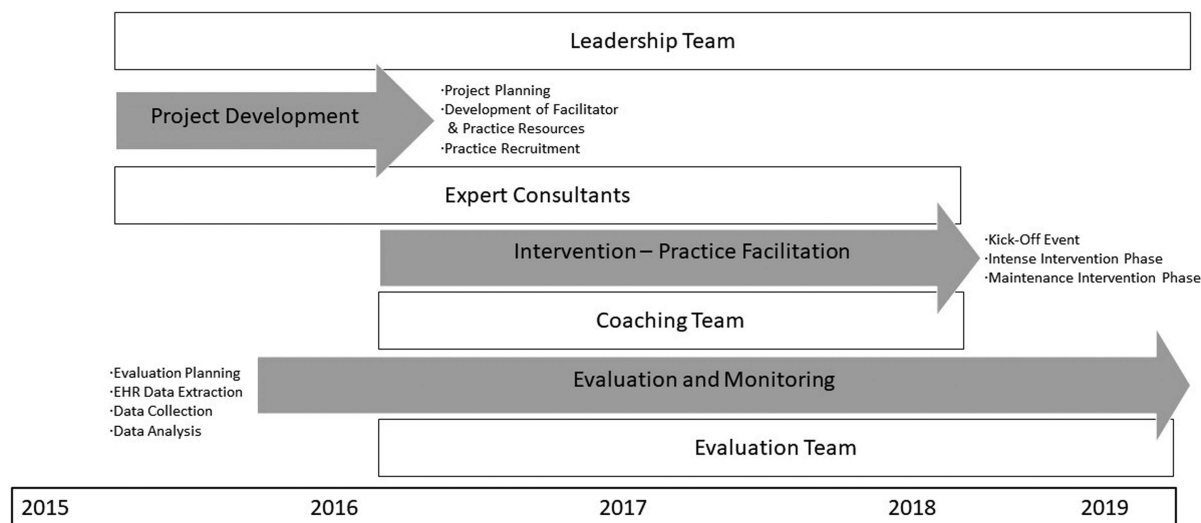 Leadership Team
Project Development
·Project Planning
·Development of Facilitator
& Practice Resources
·Practice Recruitment
Expert Consultants
Intervention – Practice Facilitation
·Kick-Off Event
·Intense Intervention Phase
·Maintenance Intervention Phase
Coaching Team
·Evaluation Planning
·EHR Data Extraction
·Data Collection
·Data Analysis
Evaluation and Monitoring
Evaluation Team
2015 2016 2017 2018 2019